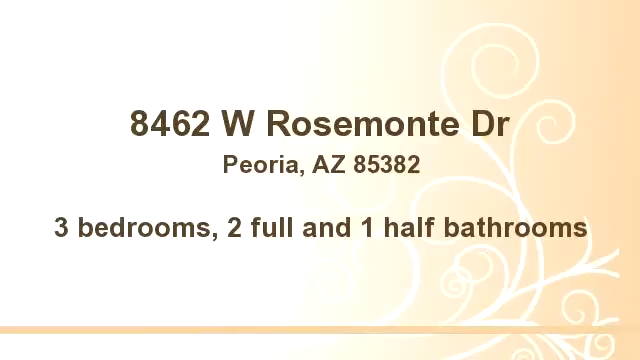 8462 W Rosemonte Dr
Peoria, AZ 85382
3 bedrooms, 2 full and 1 half bathrooms